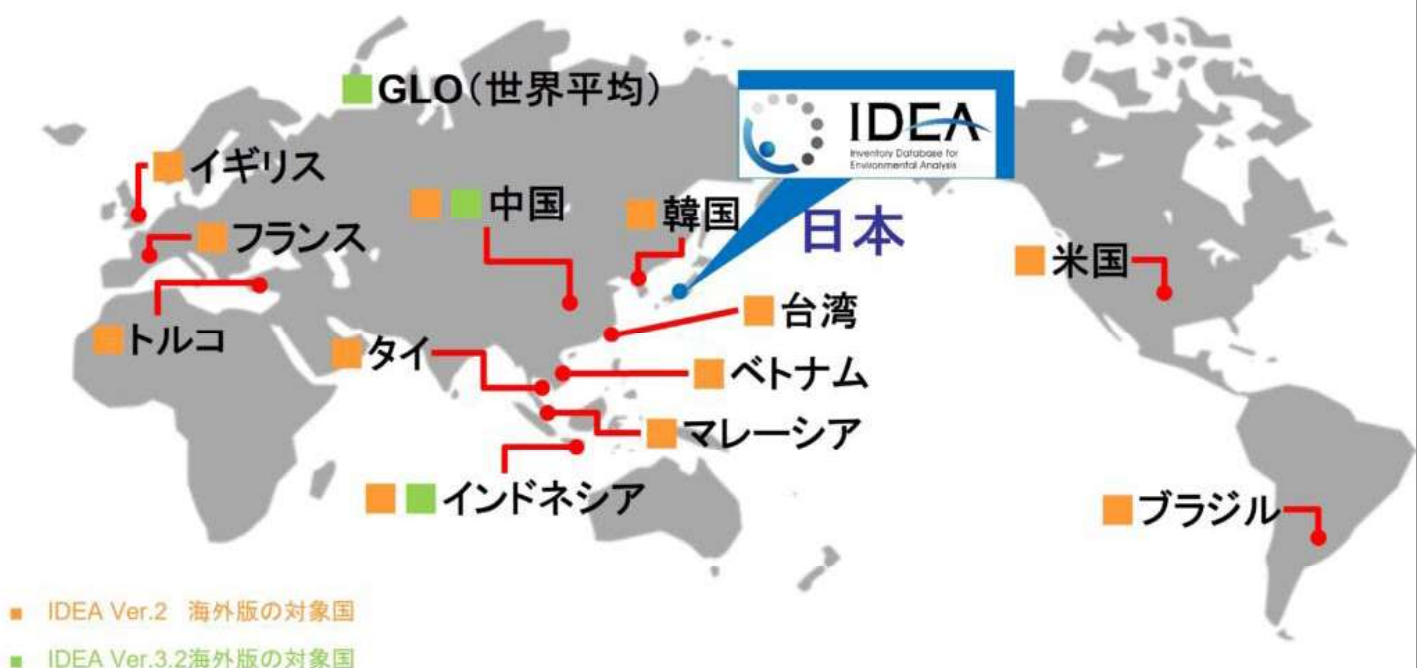 GLO(世界平均)
IDEA
Inventory Database for
Environmental Analysis
イギリス
中国
韓国
日本
フランス
米国
トルコ
タイ
台湾
ベトナム
マレーシア
インドネシア
ブラジル
IDEA Ver.2 海外版の対象国
IDEA Ver.3.2海外版の対象国